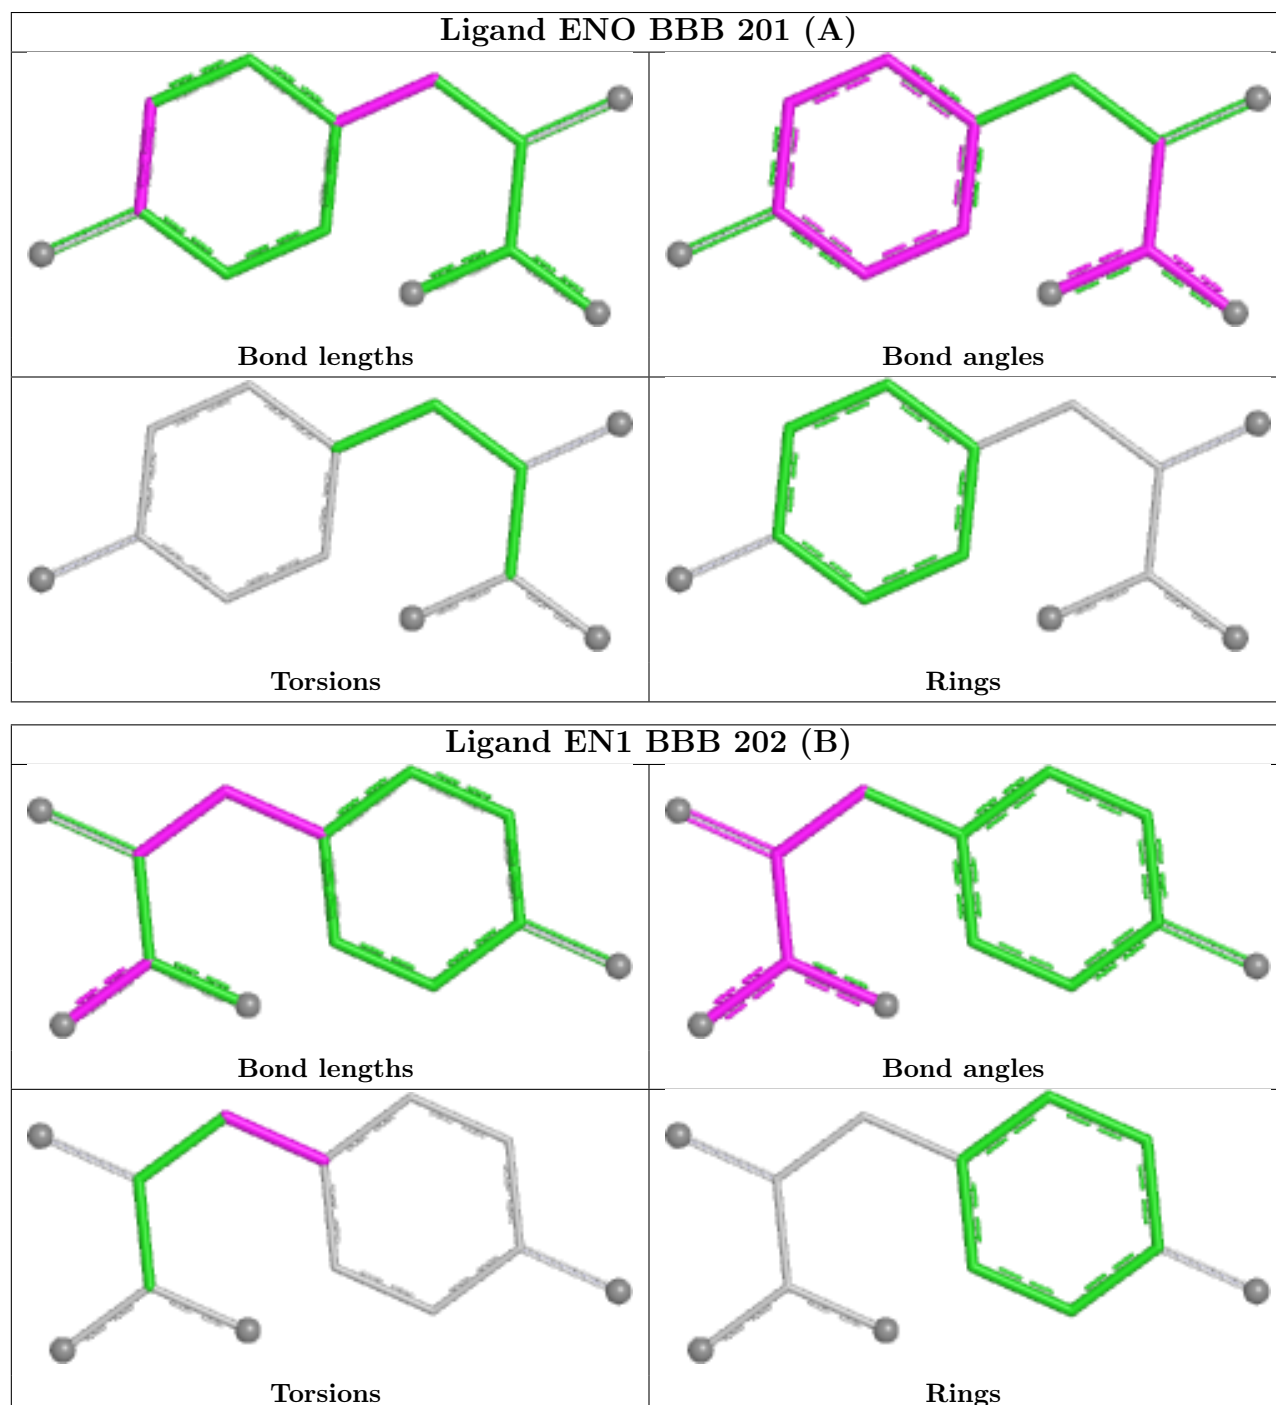 Ligand ENO BBB 201 (A)
Bond lengths
Bond angles
Torsions
Rings
Ligand EN1 BBB 202 (B)
Bond lengths
Bond angles
Torsions
Rings